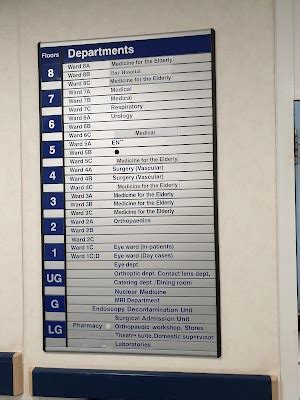 Floors Departments
8 Ward 8A Medicine for the Elderly
Ward 8B Day Hospital
Ward 8C Medicine for the Elderly
7 Ward 7A Medical
Ward 7B Medical
Ward 7C Respiratory
6 Ward 6A Urology
Ward 6B
Ward 6C Medical
5 Ward 5A EN
Ward 5B
Ward 5C Medicine for the Elderly
4 Ward 4A Surgery (Vascular)
Ward 4B Surgery (Vascular)
Ward 4C Medicine for the Elderly
3 Ward 3A Medicine for the Elderly
Ward 3B Medicine for the Elderly
Ward 3C Medicine for the Elderly
2 Ward 2A Orthopaedics
Ward 2B
Ward 2C
1 Ward 1C Eye ward (In-patients)
Ward 1C/D Eye ward (Day cases)
Eye dept.
UG Orthoptic dept. Contact lens dept.
Catering dept./Dining room
Nuclear Medicine
G MRI Department
Endoscopy Decontamination Unit
Surgical Admission Unit
LG Pharmacy Orthopaedic workshop, Stores
Theatre suite, Domestic supervisor
Laboratories